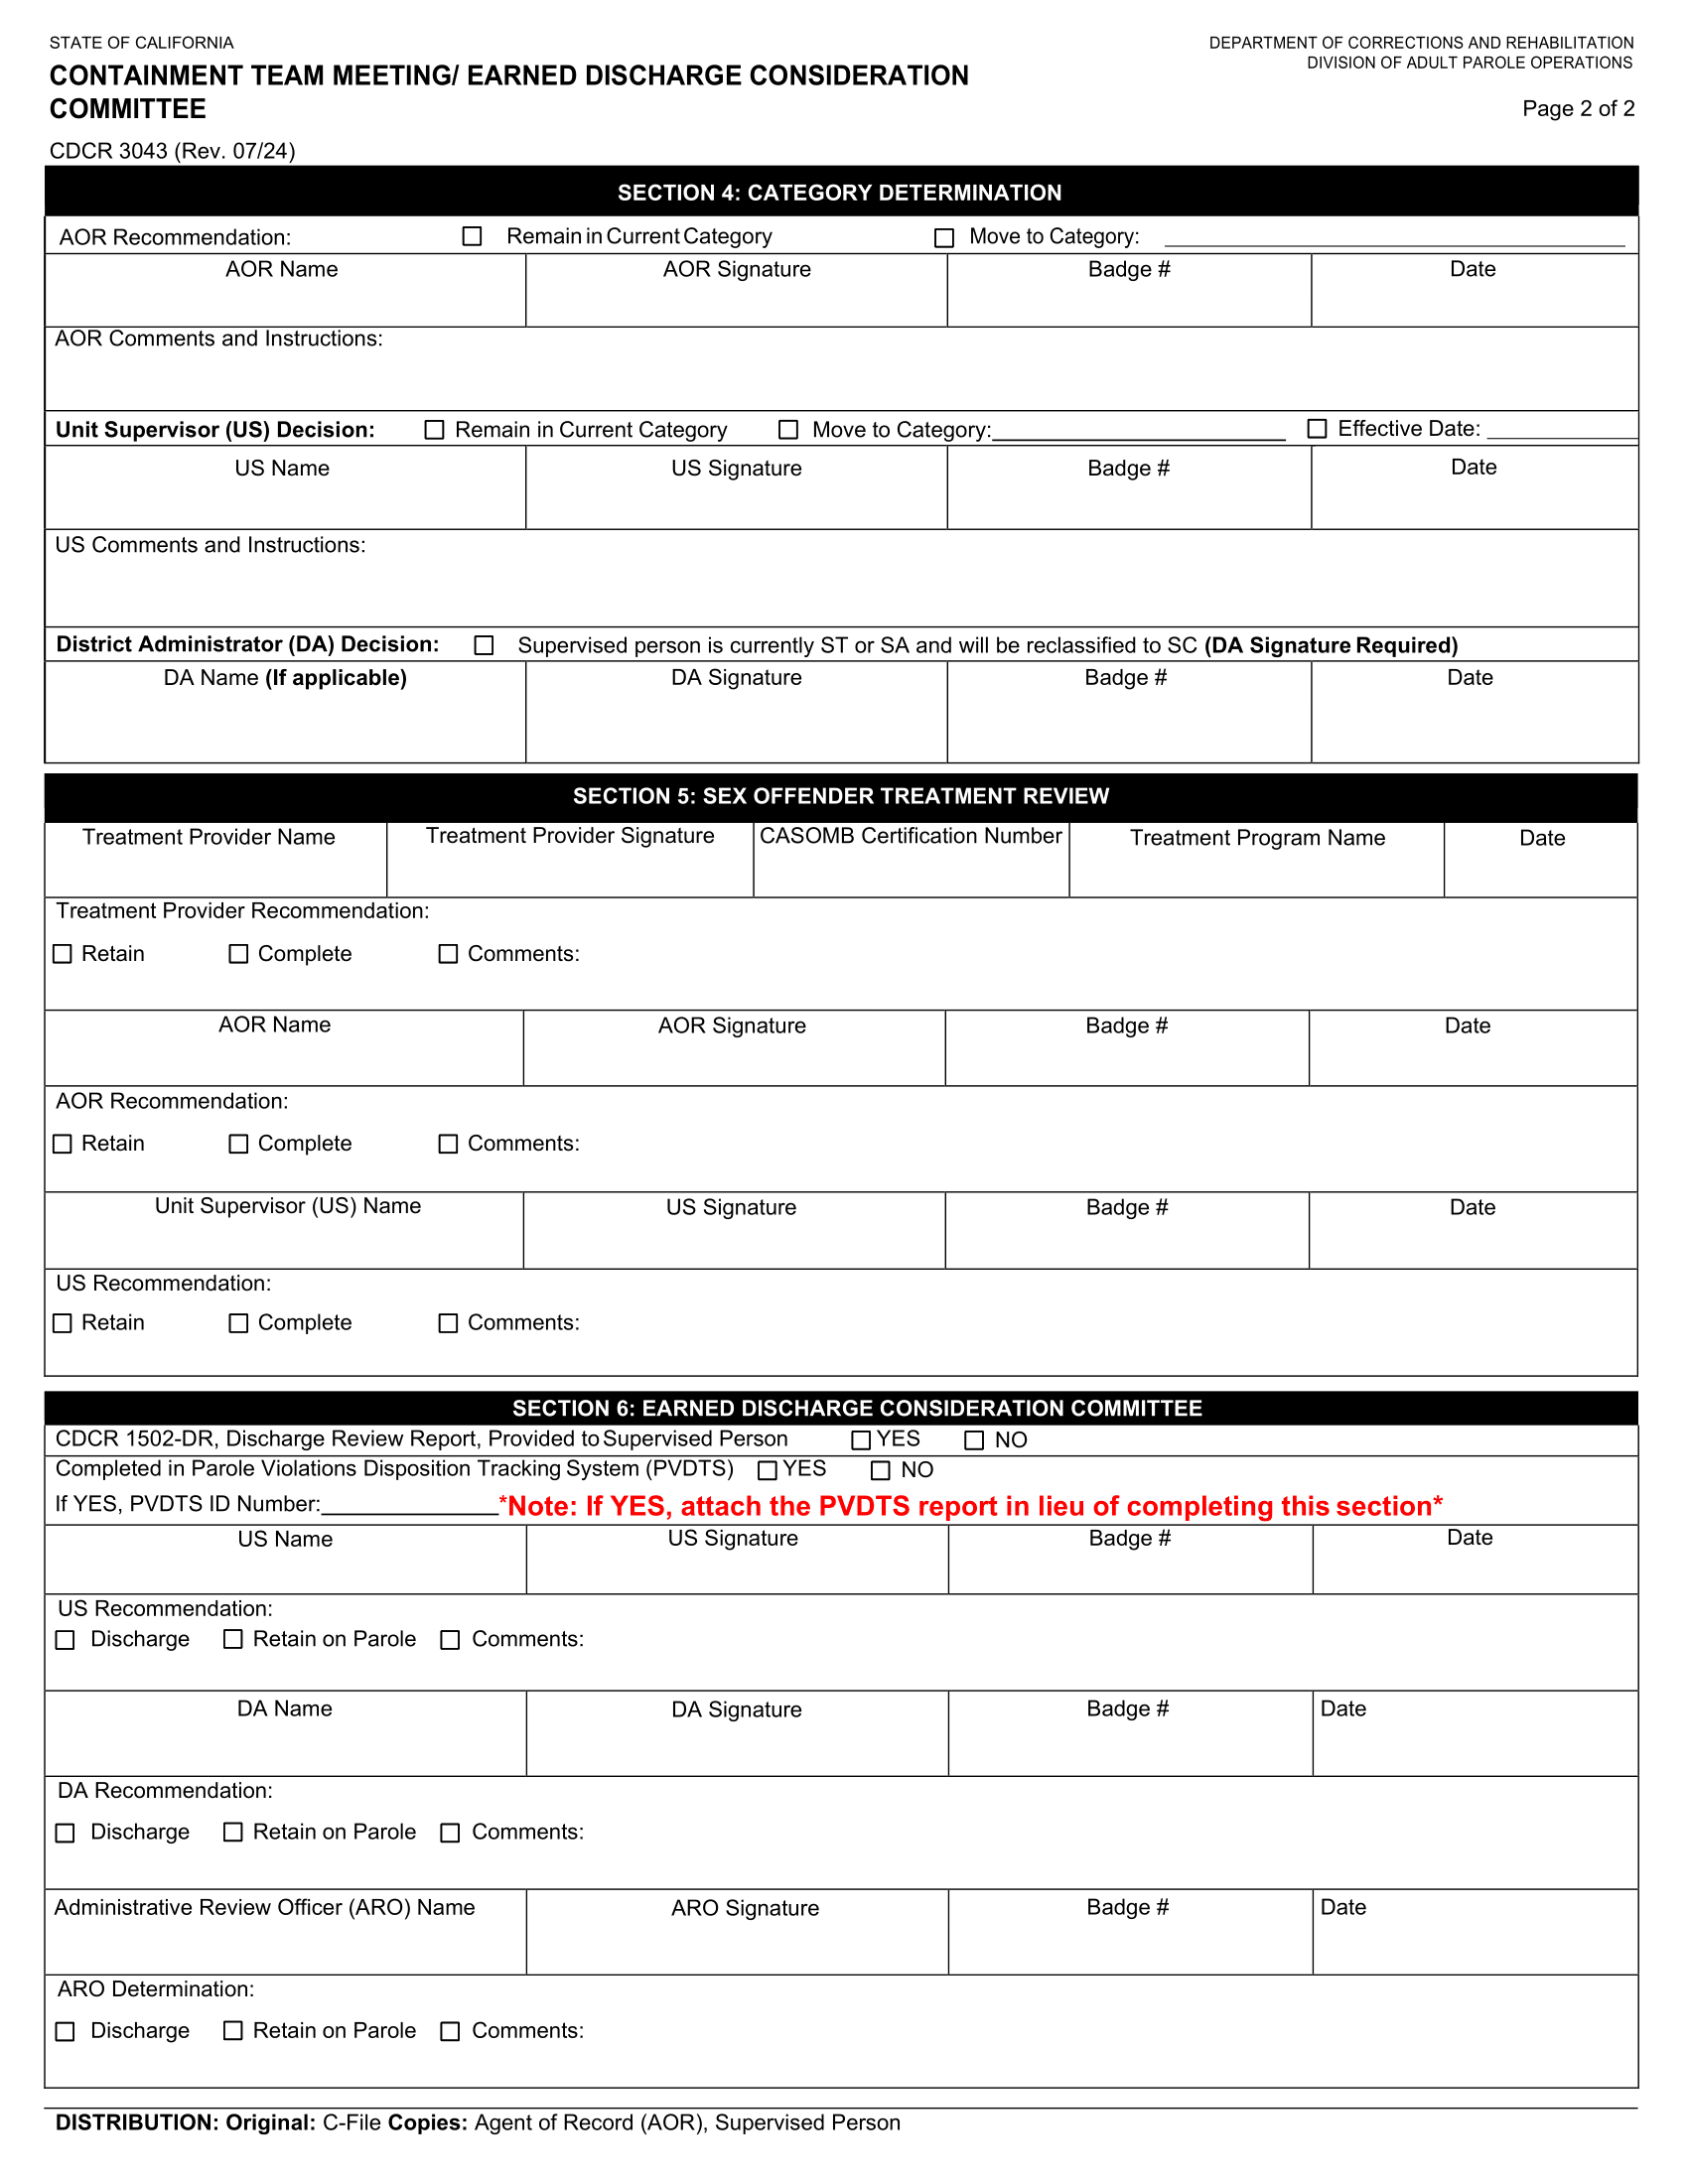 STATE OF CALIFORNIA
DEPARTMENT OF CORRECTIONS AND REHABILITATION
DIVISION OF ADULT PAROLE OPERATIONS
CONTAINMENT TEAM MEETING/ EARNED DISCHARGE CONSIDERATION
COMMITTEE
Page 2 of 2
CDCR 3043 (Rev. 07/24)
SECTION 4: CATEGORY DETERMINATION
AOR Recommendation: Remain in Current Category Move to Category:
AOR Name AOR Signature Badge # Date
AOR Comments and Instructions:
Unit Supervisor (US) Decision: Remain in Current Category Move to Category: Effective Date:
US Name US Signature Badge # Date
US Comments and Instructions:
District Administrator (DA) Decision: Supervised person is currently ST or SA and will be reclassified to SC (DA Signature Required)
DA Name (If applicable) DA Signature Badge # Date
SECTION 5: SEX OFFENDER TREATMENT REVIEW
Treatment Provider Name Treatment Provider Signature CASOMB Certification Number Treatment Program Name Date
Treatment Provider Recommendation:
Retain Complete Comments:
AOR Name AOR Signature Badge # Date
AOR Recommendation:
Retain Complete Comments:
Unit Supervisor (US) Name US Signature Badge # Date
US Recommendation:
Retain Complete Comments:
SECTION 6: EARNED DISCHARGE CONSIDERATION COMMITTEE
CDCR 1502-DR, Discharge Review Report, Provided to Supervised Person YES NO
Completed in Parole Violations Disposition Tracking System (PVDTS) YES NO
If YES, PVDTS ID Number: *Note: If YES, attach the PVDTS report in lieu of completing this section*
US Name US Signature Badge # Date
US Recommendation:
Discharge Retain on Parole Comments:
DA Name DA Signature Badge # Date
DA Recommendation:
Discharge Retain on Parole Comments:
Administrative Review Officer (ARO) Name ARO Signature Badge # Date
ARO Determination:
Discharge Retain on Parole Comments:
DISTRIBUTION: Original: C-File Copies: Agent of Record (AOR), Supervised Person